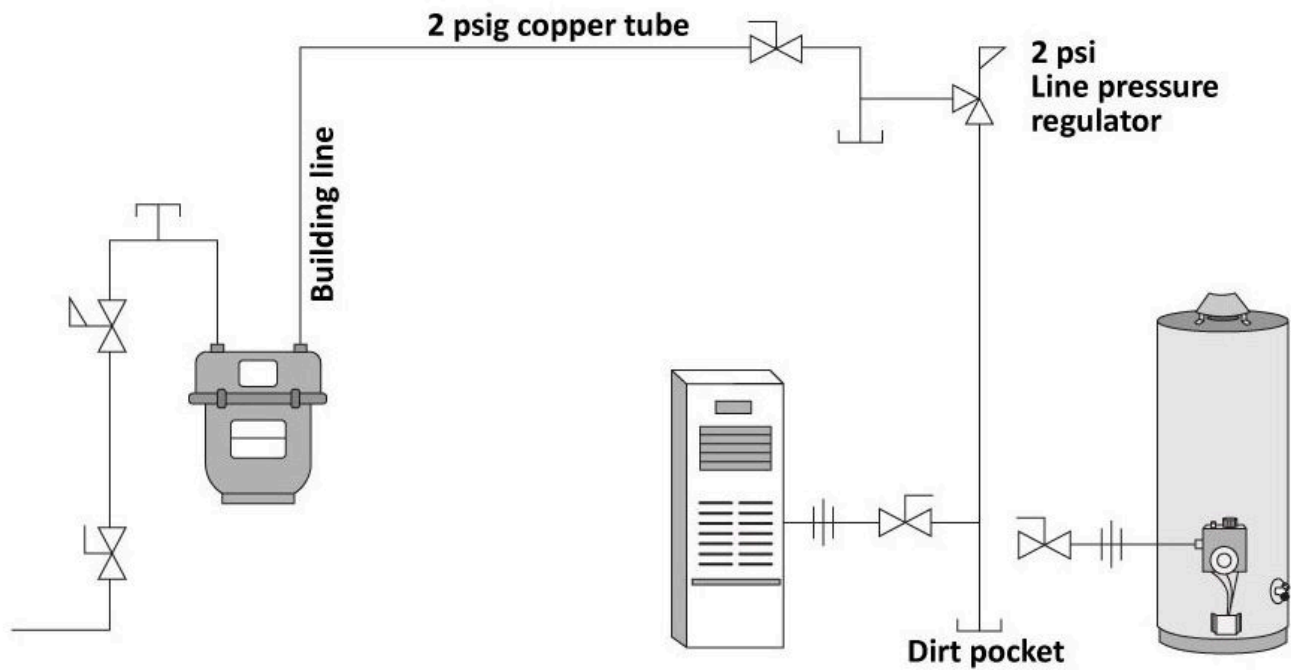 2 psig copper tube
2 psi
Line pressure
regulator
Building line
Dirt pocket